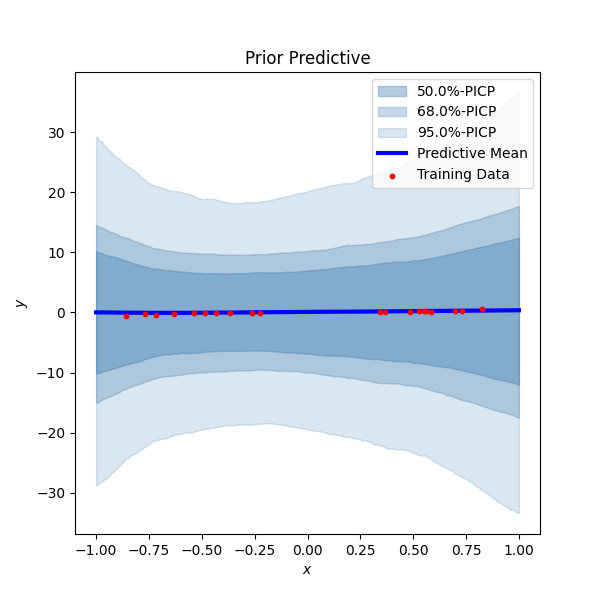 Prior Predictive
50.0%-PICP
68.0%-PICP
95.0%-PICP
Predictive Mean
Training Data
30
20
10
0
−10
−20
−30
y
−1.00 −0.75 −0.50 −0.25 0.00 0.25 0.50 0.75 1.00
x